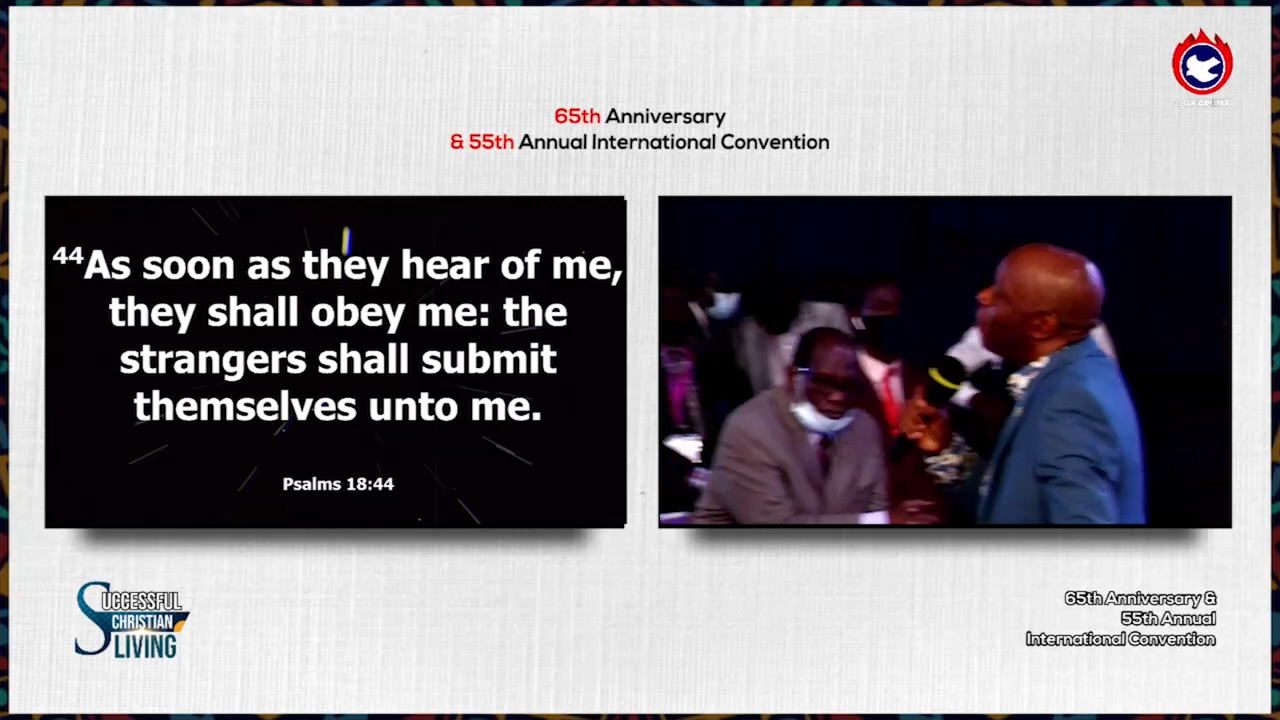 65th Anniversary
& 55th Annual International Convention
44As soon as they hear of me,
they shall obey me: the
strangers shall submit
themselves unto me.
Psalms 18:44
SUCCESSFUL
CHRISTIAN
LIVING
65th Anniversary &
55th Annual
International Convention